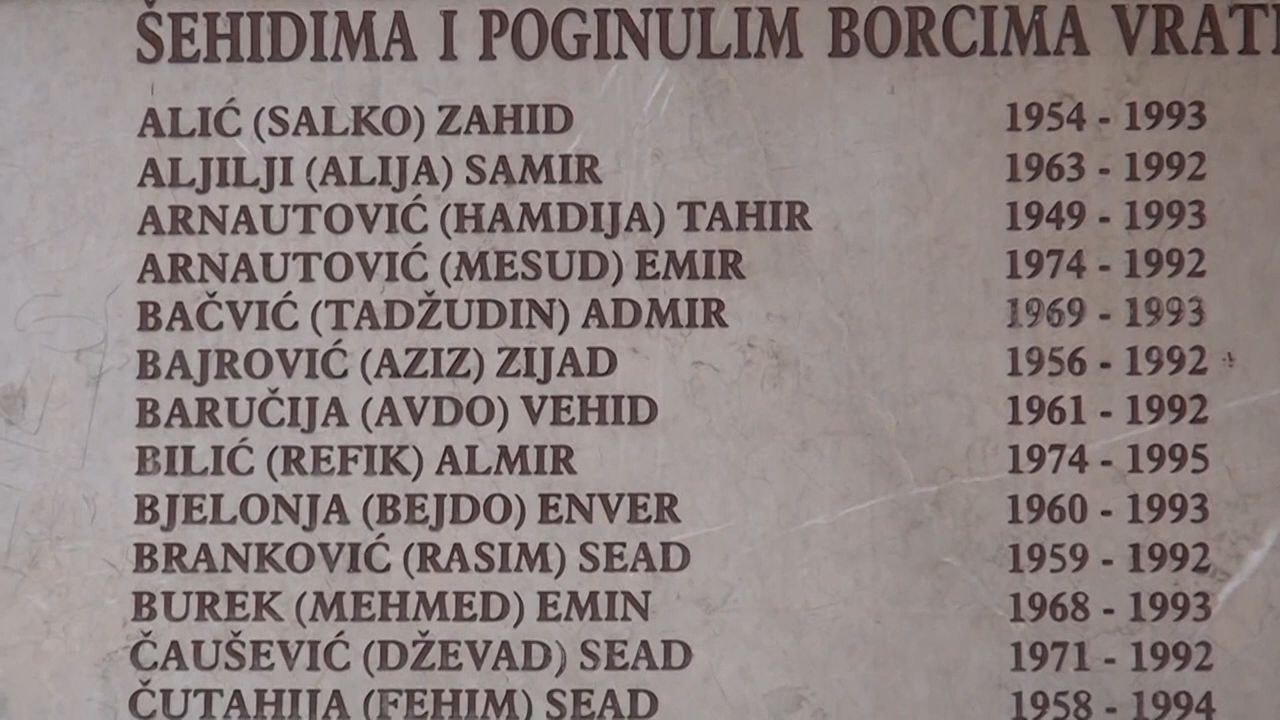 ŠEHIDIMA I POGINULIM BORCIMA
ALIĆ (SALKO) ZAHID 1954 - 1993
ALJILJI (ALIJA) SAMIR 1963 - 1992
ARNAUTOVIĆ (HAMDIJA) TAHIR 1949 - 1993
ARNAUTOVIĆ (MESUD) EMIR 1974 - 1992
BAČVIĆ (TADŽUDIN) ADMIR 1969 - 1993
BAJROVIĆ (AZIZ) ZIJAD 1956 - 1992
BARUČIJA (AVDO) VEHID 1961 - 1992
BILIĆ (REFIK) ALMIR 1974 - 1995
BJELONJA (BEJDO) ENVER 1960 - 1993
BRANKOVIĆ (RASIM) SEAD 1959 - 1992
BUREK (MEHMED) EMIN 1968 - 1993
ČAUŠEVIĆ (DŽEVAD) SEAD 1971 - 1992
ČUTAHIJA (FEHIM) SEAD 1958 - 1994